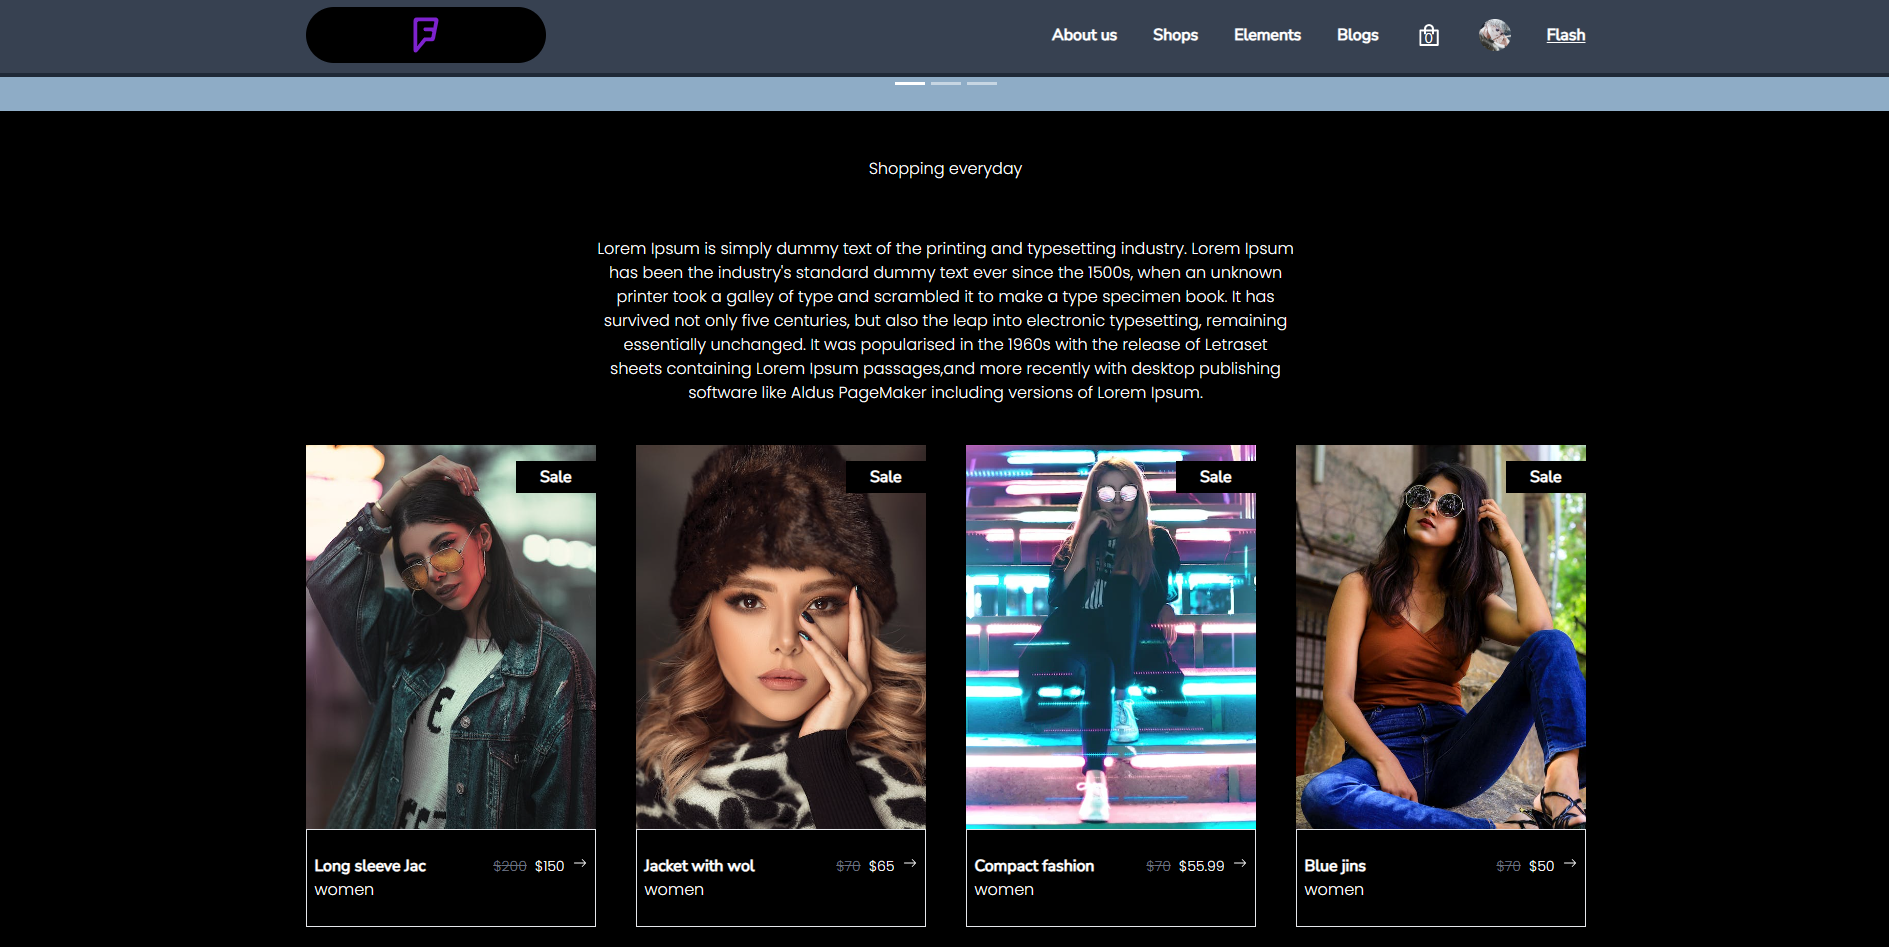 F
About us Shops Elements Blogs 0 Flash
Shopping everyday
Lorem Ipsum is simply dummy text of the printing and typesetting industry. Lorem Ipsum
has been the industry's standard dummy text ever since the 1500s, when an unknown
printer took a galley of type and scrambled it to make a type specimen book. It has
survived not only five centuries, but also the leap into electronic typesetting, remaining
essentially unchanged. It was popularised in the 1960s with the release of Letraset
sheets containing Lorem Ipsum passages,and more recently with desktop publishing
software like Aldus PageMaker including versions of Lorem Ipsum.
Sale
Sale
Sale
Sale
Long sleeve Jac $200 $150 →
women
Jacket with wol $70 $65 →
women
Compact fashion $70 $55.99 →
women
Blue jins $70 $50 →
women